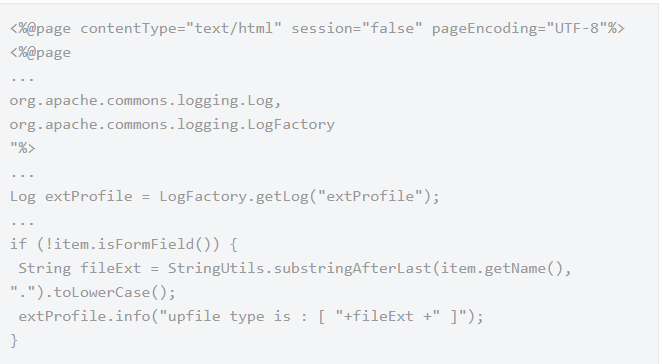 <%@page contentType="text/html" session="false" pageEncoding="UTF-8"%>
<%@page
...
org.apache.commons.logging.Log,
org.apache.commons.logging.LogFactory
"%>
...
Log extProfile = LogFactory.getLog("extProfile");
...
if (!item.isFormField()) {
 String fileExt = StringUtils.substringAfterLast(item.getName(),
".").toLowerCase();
 extProfile.info("upfile type is : [ "+fileExt +" ]");
}